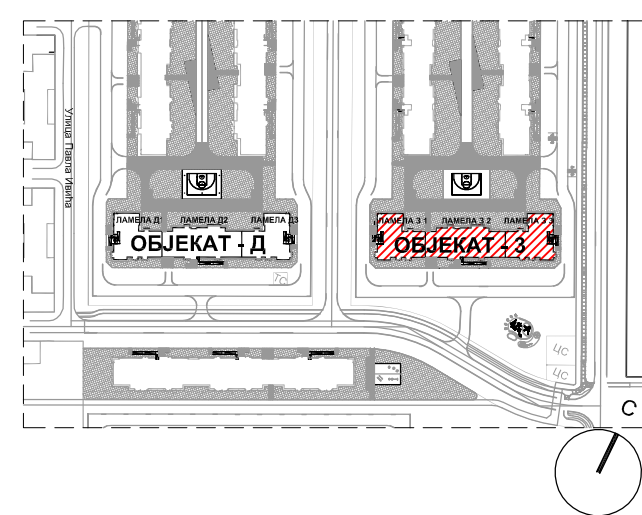 Улица Павла Ивића
ЛАМЕЛА Д1 ЛАМЕЛА Д2 ЛАМЕЛА Д3
ОБЈЕКАТ - Д
ЛАМЕЛА З 1 ЛАМЕЛА З 2 ЛАМЕЛА З 3
ОБЈЕКАТ - З
ТС
ЦС
ЦС
С